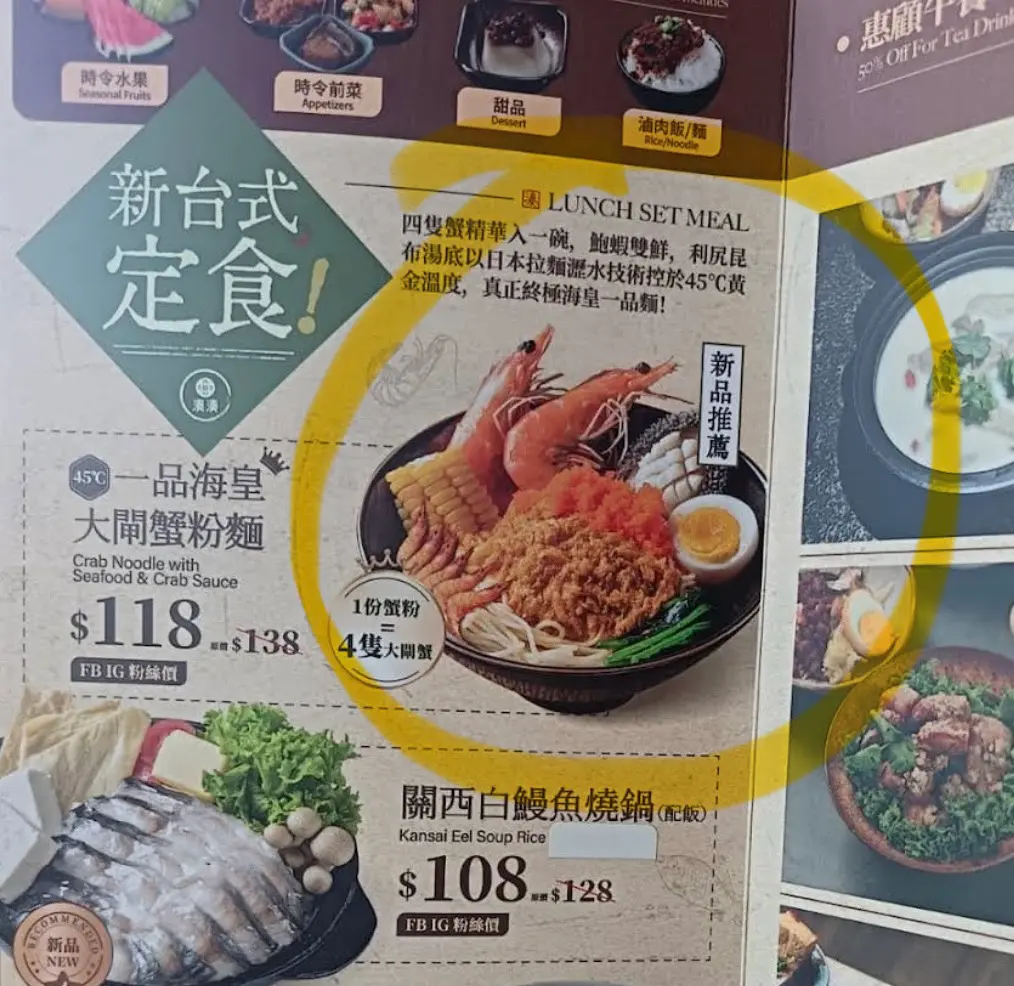 惠顧午餐
50% Off For Tea Drink
時令水果
Seasonal Fruits
時令前菜
Appetizers
甜品
Dessert
滷肉飯/麵
Rice/Noodle
新台式
定食!
湊湊
湊 LUNCH SET MEAL
四隻蟹精華入一碗，鮑蝦雙鮮，利尻昆
布湯底以日本拉麵瀝水技術控於45℃黃
金溫度，真正終極海皇一品麵!
新品推薦
45℃ 一品海皇
大閘蟹粉麵
Crab Noodle with
Seafood & Crab Sauce
$118 原價$138
FB IG 粉絲價
1份蟹粉
=
4隻大閘蟹
關西白鰻魚燒鍋(配飯)
Kansai Eel Soup Rice
$108 原價$128
FB IG 粉絲價
RECOMMENDED
新品
NEW